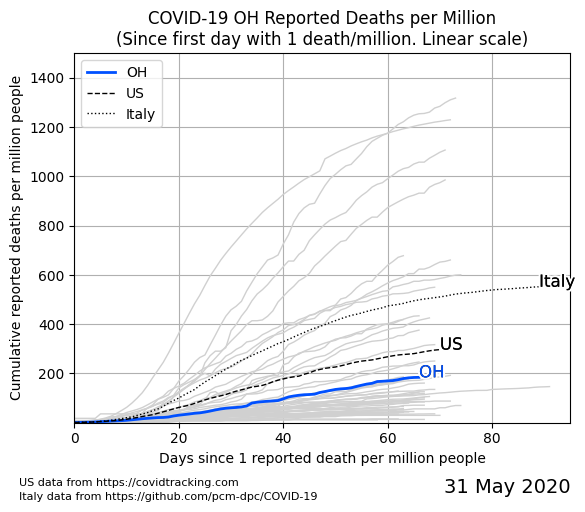 COVID-19 OH Reported Deaths per Million
(Since first day with 1 death/million. Linear scale)
1400
1200
1000
800
600
400
200
OH
US
Italy
Italy
US
OH
0
20
40
60
80
Cumulative reported deaths per million people
Days since 1 reported death per million people
US data from https://covidtracking.com
Italy data from https://github.com/pcm-dpc/COVID-19
31 May 2020